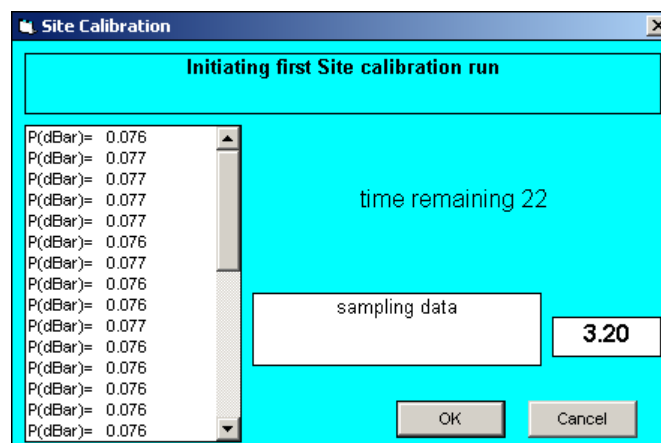 Site Calibration
Initiating first Site calibration run
P(dBar)= 0.076
P(dBar)= 0.077
P(dBar)= 0.077
P(dBar)= 0.077
P(dBar)= 0.077
P(dBar)= 0.076
P(dBar)= 0.077
P(dBar)= 0.076
P(dBar)= 0.076
P(dBar)= 0.077
P(dBar)= 0.076
P(dBar)= 0.076
P(dBar)= 0.076
P(dBar)= 0.076
P(dBar)= 0.076
time remaining 22
sampling data
3.20
OK
Cancel